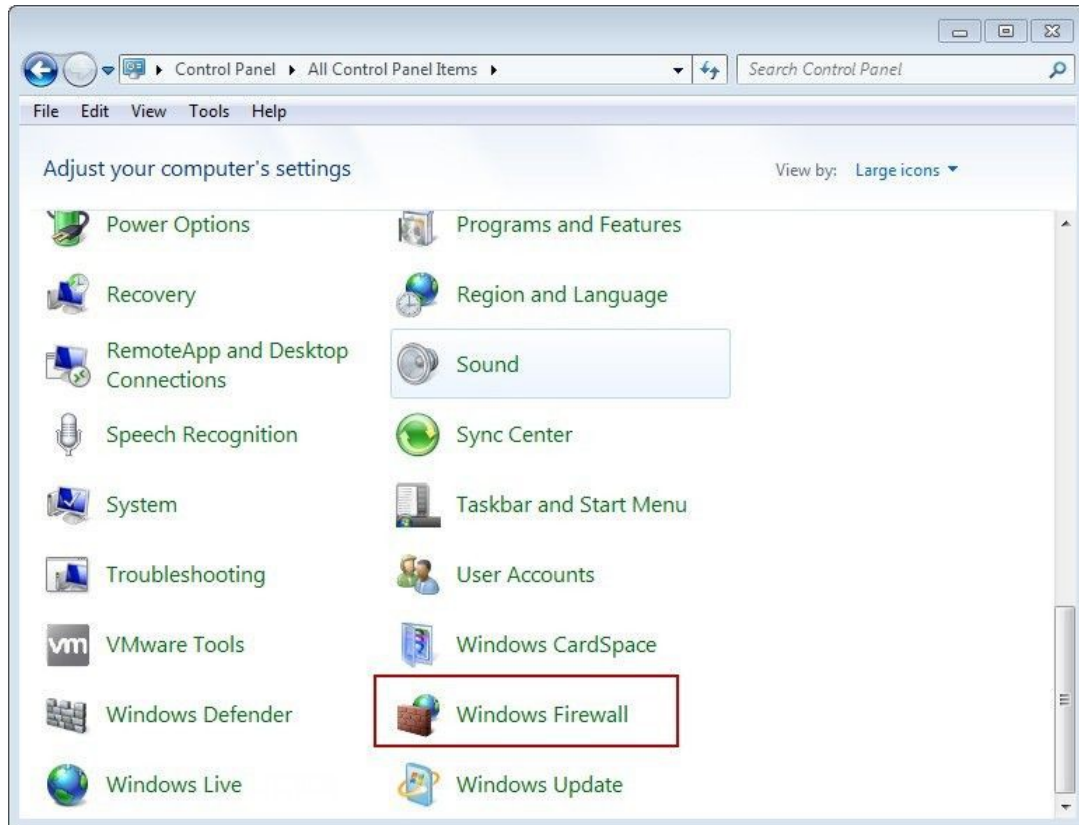 Control Panel All Control Panel Items Search Control Panel
File Edit View Tools Help
Adjust your computer's settings View by: Large icons
Power Options Programs and Features
Recovery Region and Language
RemoteApp and Desktop
Connections
Sound
Speech Recognition Sync Center
System Taskbar and Start Menu
Troubleshooting User Accounts
vm VMware Tools Windows CardSpace
Windows Defender Windows Firewall
Windows Live Windows Update